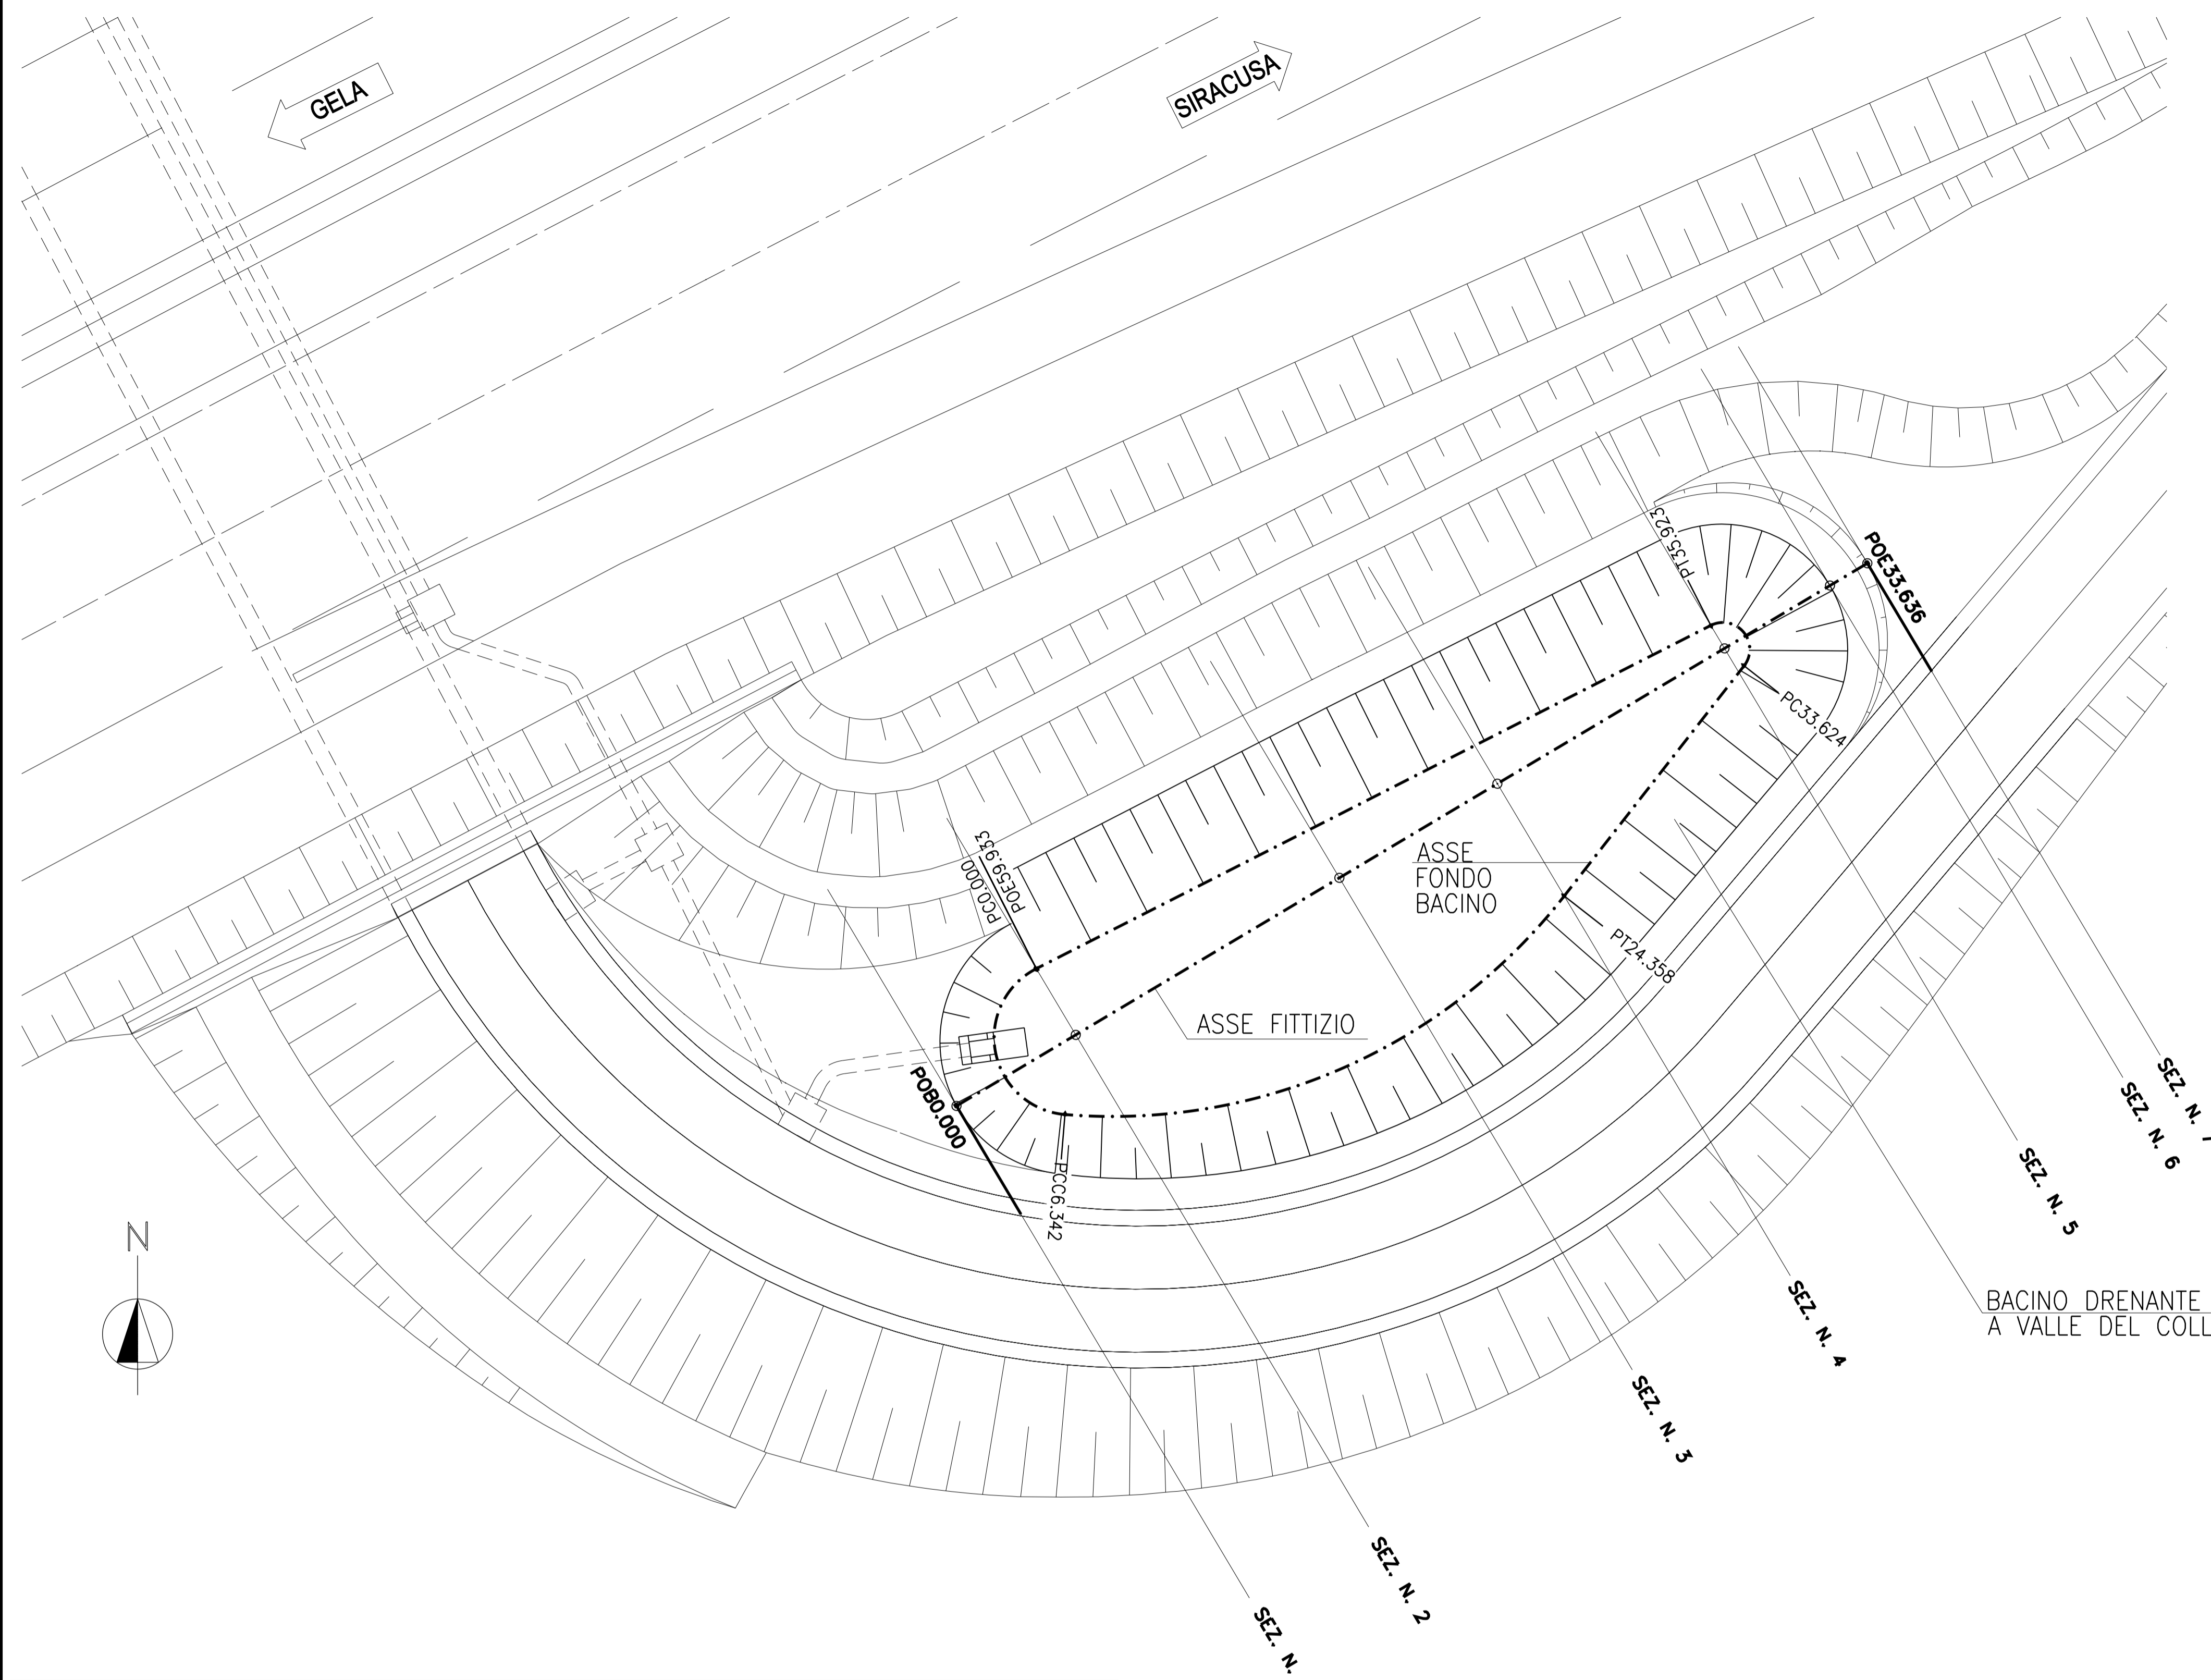 GELA
SIRACUSA
PT35.923
POE33.636
PC33.624
POE59.933
PC0.000
ASSE
FONDO
BACINO
PT24.358
ASSE FITTIZIO
POB0.000
PCC6.342
N
SEZ. N. 7
SEZ. N. 6
SEZ. N. 5
BACINO DRENANTE
A VALLE DEL COLL
SEZ. N. 4
SEZ. N. 3
SEZ. N. 2
SEZ. N.